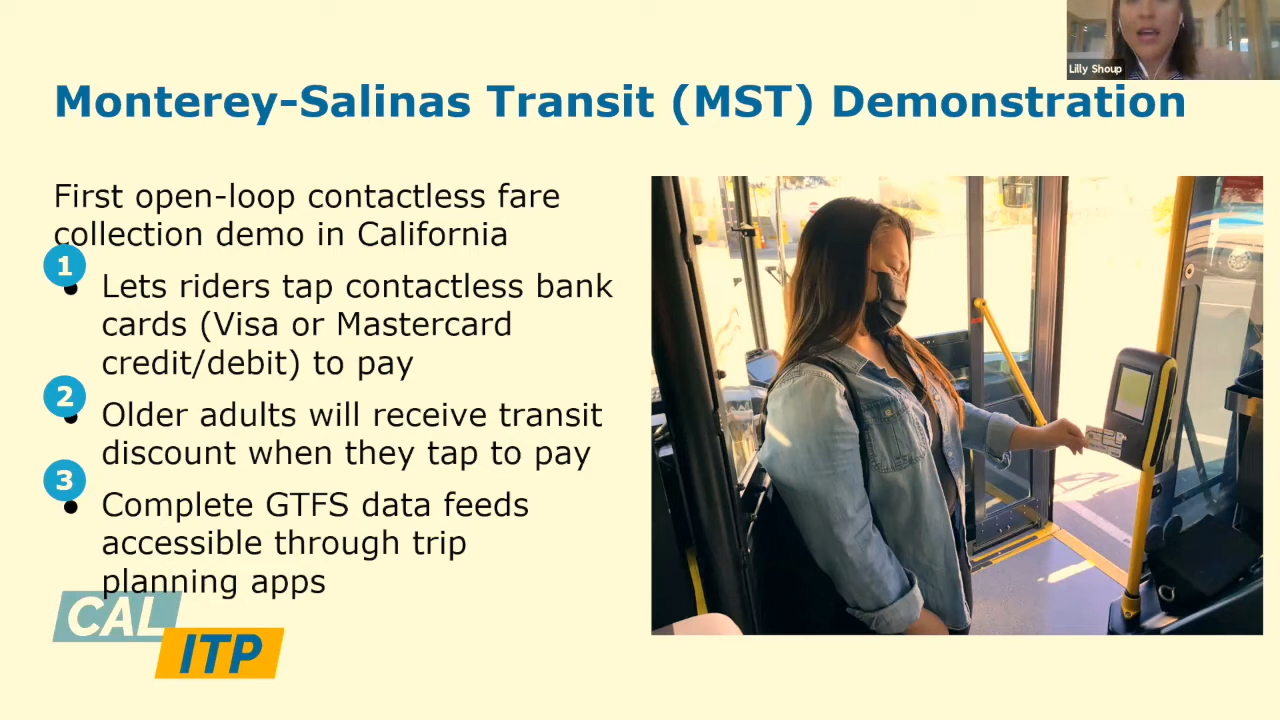 Lilly Shoup
Monterey-Salinas Transit (MST) Demonstration
First open-loop contactless fare
collection demo in California
1
• Lets riders tap contactless bank
cards (Visa or Mastercard
credit/debit) to pay
2
• Older adults will receive transit
discount when they tap to pay
3
• Complete GTFS data feeds
accessible through trip
planning apps
CAL
ITP